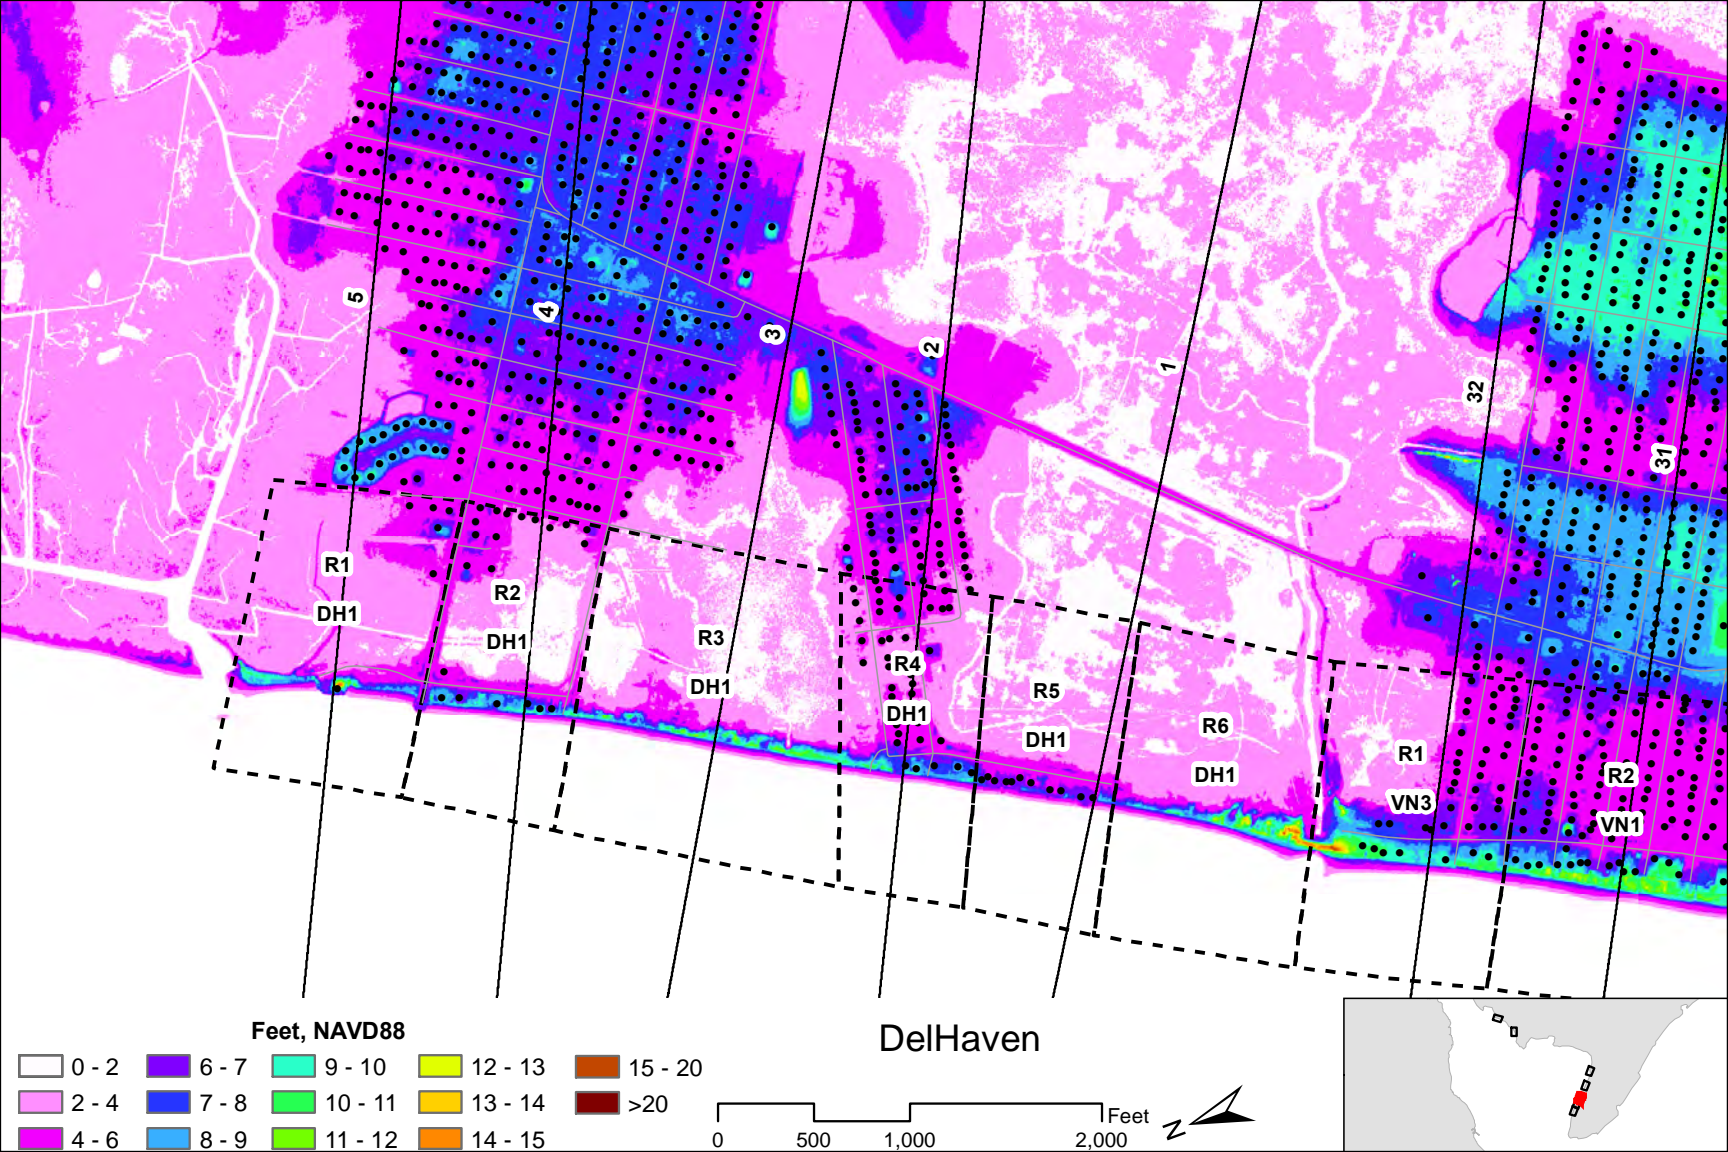 5
4
3
2
1
32
31
R1
DH1
R2
DH1
R3
DH1
R4
DH1
R5
DH1
R6
DH1
R1
VN3
R2
VN1
Feet, NAVD88
0 - 2
6 - 7
9 - 10
12 - 13
15 - 20
2 - 4
7 - 8
10 - 11
13 - 14
>20
4 - 6
8 - 9
11 - 12
14 - 15
DelHaven
Feet
0 500 1,000 2,000
N